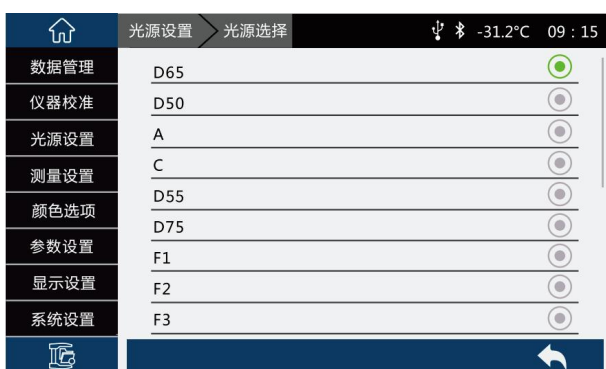 光源设置 光源选择 -31.2°C 09 : 15
数据管理
仪器校准
光源设置
测量设置
颜色选项
参数设置
显示设置
系统设置
D65
D50
A
C
D55
D75
F1
F2
F3